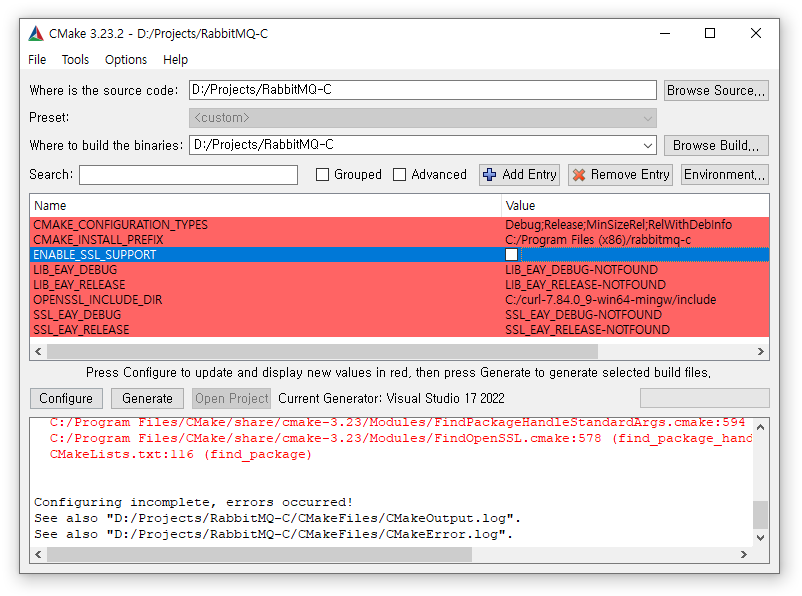 CMake 3.23.2 - D:/Projects/RabbitMQ-C
File Tools Options Help
Where is the source code: D:/Projects/RabbitMQ-C Browse Source...
Preset: <custom>
Where to build the binaries: D:/Projects/RabbitMQ-C Browse Build...
Search: Grouped Advanced Add Entry Remove Entry Environment...
Name Value
CMAKE_CONFIGURATION_TYPES Debug;Release;MinSizeRel;RelWithDebInfo
CMAKE_INSTALL_PREFIX C:/Program Files (x86)/rabbitmq-c
ENABLE_SSL_SUPPORT
LIB_EAY_DEBUG LIB_EAY_DEBUG-NOTFOUND
LIB_EAY_RELEASE LIB_EAY_RELEASE-NOTFOUND
OPENSSL_INCLUDE_DIR C:/curl-7.84.0_9-win64-mingw/include
SSL_EAY_DEBUG SSL_EAY_DEBUG-NOTFOUND
SSL_EAY_RELEASE SSL_EAY_RELEASE-NOTFOUND
Press Configure to update and display new values in red, then press Generate to generate selected build files.
Configure Generate Open Project Current Generator: Visual Studio 17 2022
C:/Program Files/CMake/share/cmake-3.23/Modules/FindPackageHandleStandardArgs.cmake:594
C:/Program Files/CMake/share/cmake-3.23/Modules/FindOpenSSL.cmake:578 (find_package_hand
CMakeLists.txt:116 (find_package)
Configuring incomplete, errors occurred!
See also "D:/Projects/RabbitMQ-C/CMakeFiles/CMakeOutput.log".
See also "D:/Projects/RabbitMQ-C/CMakeFiles/CMakeError.log".